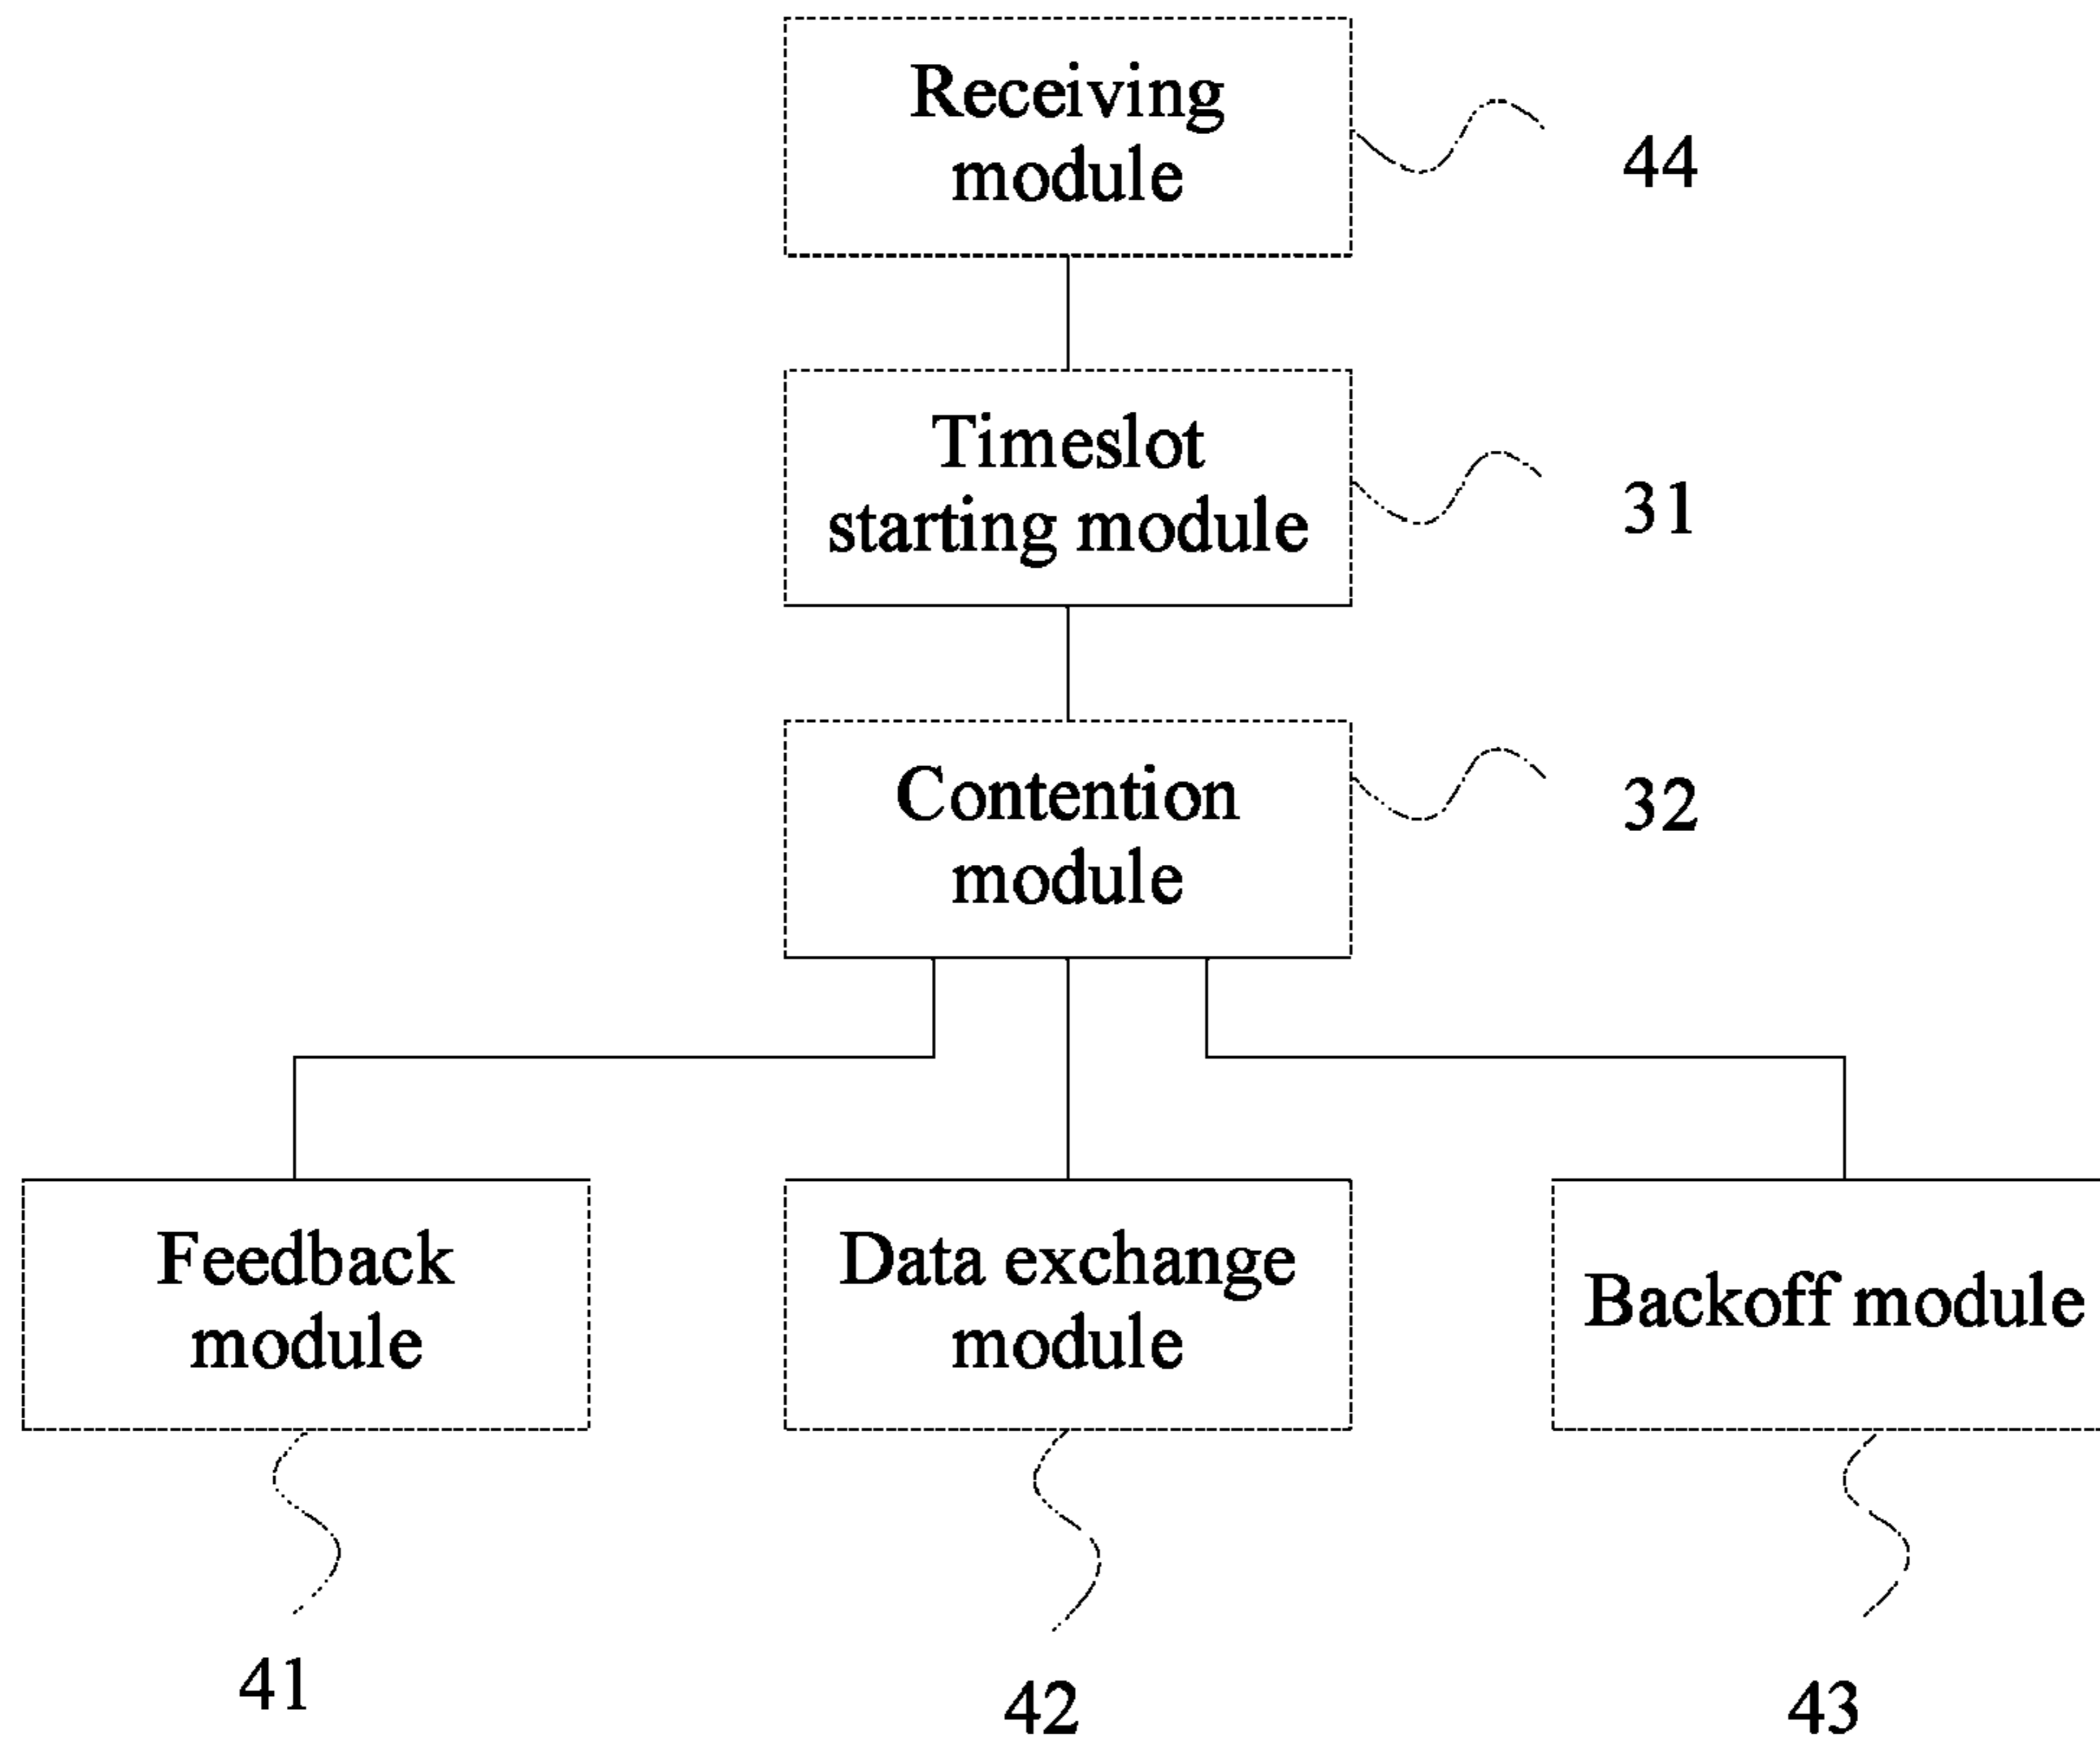 Receiving
module
44
Timeslot
starting module
31
Contention
module
32
Feedback
module
Data exchange
module
Backoff module
41
42
43